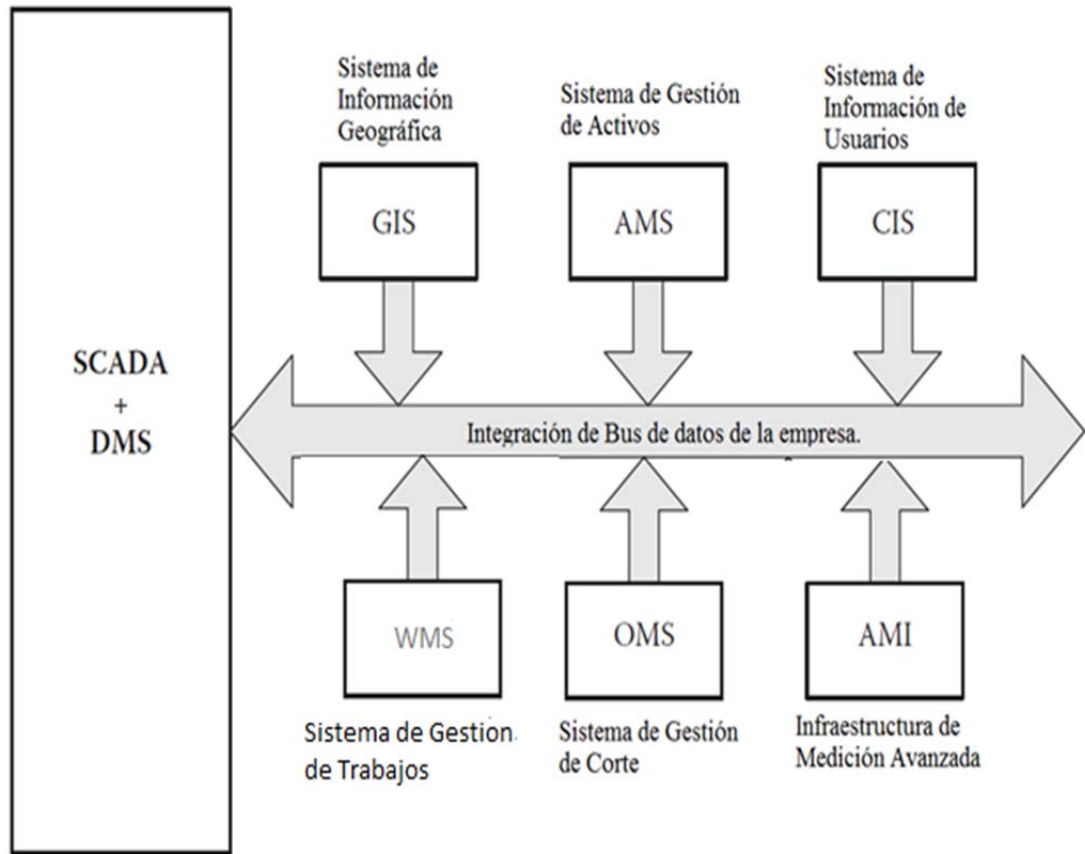 Sistema de
Información
Geográfica
Sistema de Gestión
de Activos
Sistema de
Información de
Usuarios
GIS
AMS
CIS
SCADA
+
DMS
Integración de Bus de datos de la empresa.
WMS
OMS
AMI
Sistema de Gestion
de Trabajos
Sistema de Gestión
de Corte
Infraestructura de
Medición Avanzada